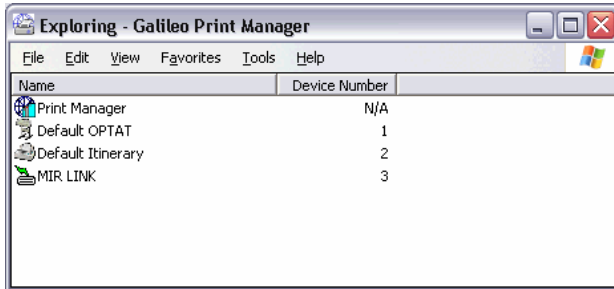 Exploring - Galileo Print Manager
File Edit View Favorites Tools Help
Name Device Number
Print Manager N/A
Default OPTAT 1
Default Itinerary 2
MIR LINK 3